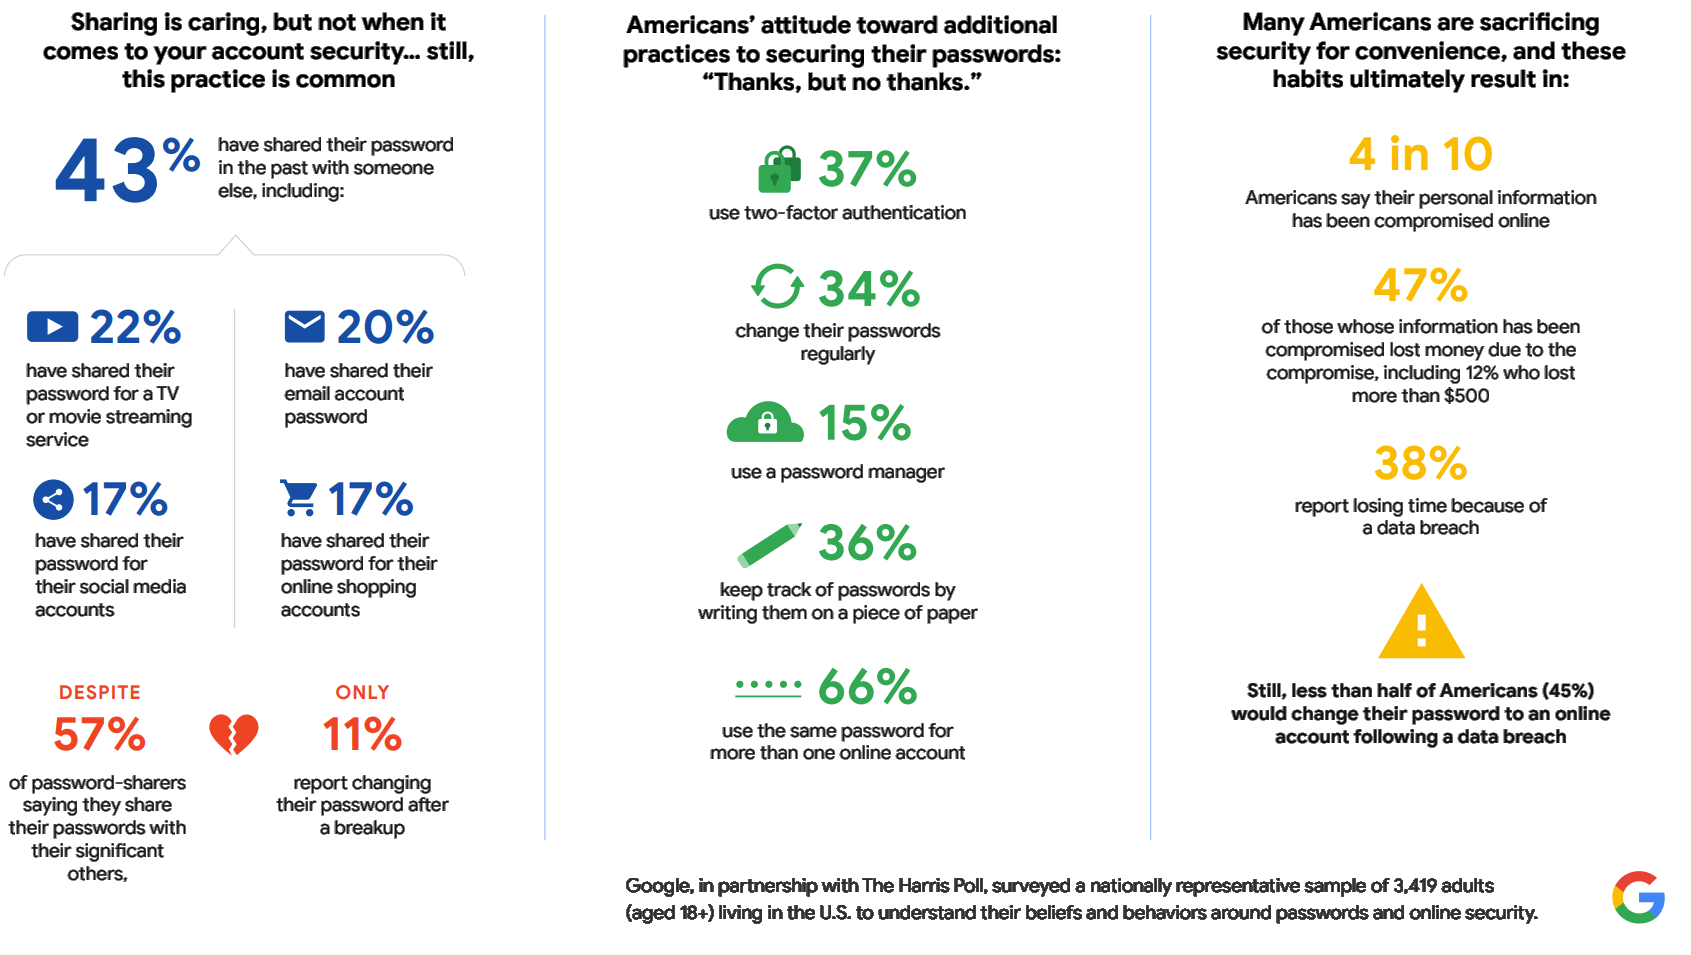 Sharing is caring, but not when it
comes to your account security... still,
this practice is common
43%
have shared their password
in the past with someone
else, including:
22%
have shared their
password for a TV
or movie streaming
service
20%
have shared their
email account
password
17%
have shared their
password for
their social media
accounts
17%
have shared their
password for their
online shopping
accounts
DESPITE
57%
of password-sharers
saying they share
their passwords with
their significant
others,
ONLY
11%
report changing
their password after
a breakup
Americans’ attitude toward additional
practices to securing their passwords:
“Thanks, but no thanks.”
37%
use two-factor authentication
34%
change their passwords
regularly
15%
use a password manager
36%
keep track of passwords by
writing them on a piece of paper
66%
use the same password for
more than one online account
Many Americans are sacrificing
security for convenience, and these
habits ultimately result in:
4 in 10
Americans say their personal information
has been compromised online
47%
of those whose information has been
compromised lost money due to the
compromise, including 12% who lost
more than $500
38%
report losing time because of
a data breach
Still, less than half of Americans (45%)
would change their password to an online
account following a data breach
Google, in partnership with The Harris Poll, surveyed a nationally representative sample of 3,419 adults
(aged 18+) living in the U.S. to understand their beliefs and behaviors around passwords and online security.
G